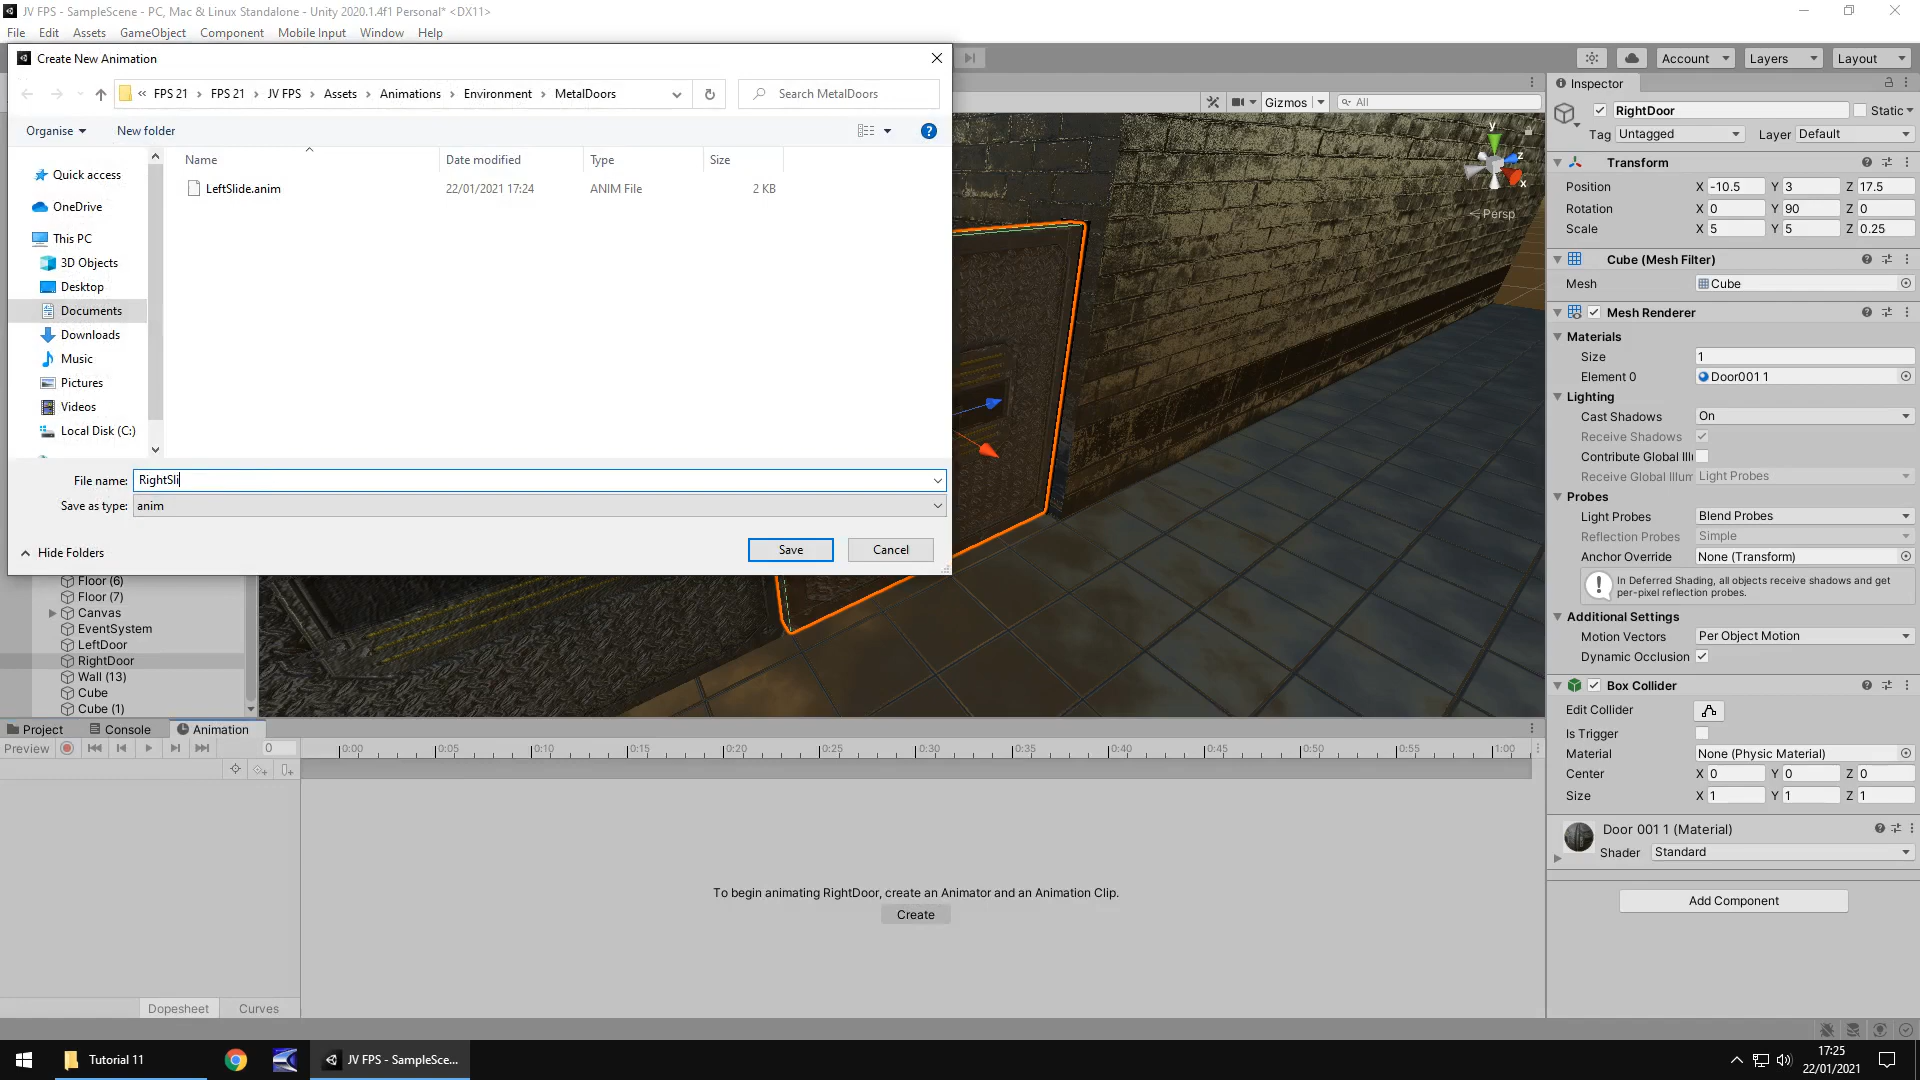 JV FPS - SampleScene - PC, Mac & Linux Standalone - Unity 2020.1.4f1 Personal* <DX11>
File Edit Assets GameObject Component Mobile Input Window Help
Create New Animation
« FPS 21 › FPS 21 › JV FPS › Assets › Animations › Environment › MetalDoors
Search MetalDoors
Organise New folder
Name Date modified Type Size
LeftSlide.anim 22/01/2021 17:24 ANIM File 2 KB
Quick access
OneDrive
This PC
3D Objects
Desktop
Documents
Downloads
Music
Pictures
Videos
Local Disk (C:)
File name: RightSli
Save as type: anim
Hide Folders
Save Cancel
Account Layers Layout
Gizmos All
y
z
x
Persp
Floor (6)
Floor (7)
Canvas
EventSystem
LeftDoor
RightDoor
Wall (13)
Cube
Cube (1)
Project Console Animation
Preview 0 0:00 0:05 0:10 0:15 0:20 0:25 0:30 0:35 0:40 0:45 0:50 0:55 1:00
To begin animating RightDoor, create an Animator and an Animation Clip.
Create
Dopesheet Curves
Inspector
RightDoor Static
Tag Untagged Layer Default
Transform
Position X -10.5 Y 3 Z 17.5
Rotation X 0 Y 90 Z 0
Scale X 5 Y 5 Z 0.25
Cube (Mesh Filter)
Mesh Cube
Mesh Renderer
Materials
Size 1
Element 0 Door001 1
Lighting
Cast Shadows On
Receive Shadows
Contribute Global Illu
Receive Global Illum Light Probes
Probes
Light Probes Blend Probes
Reflection Probes Simple
Anchor Override None (Transform)
In Deferred Shading, all objects receive shadows and get
per-pixel reflection probes.
Additional Settings
Motion Vectors Per Object Motion
Dynamic Occlusion
Box Collider
Edit Collider
Is Trigger
Material None (Physic Material)
Center X 0 Y 0 Z 0
Size X 1 Y 1 Z 1
Door 001 1 (Material)
Shader Standard
Add Component
Tutorial 11
JV FPS - SampleSce...
17:25
22/01/2021